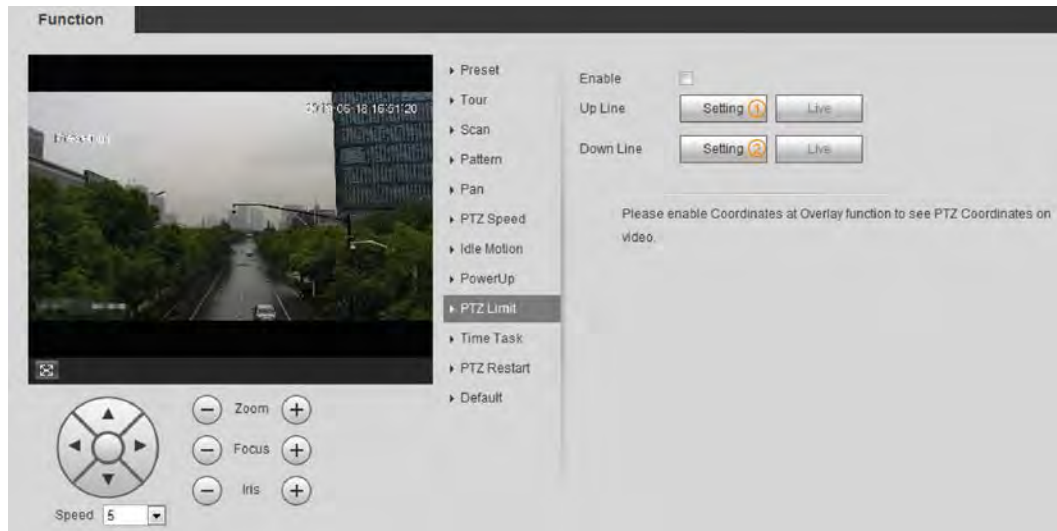 Function
Preset
Tour
Scan
Pattern
Pan
PTZ Speed
Idle Motion
PowerUp
PTZ Limit
Time Task
PTZ Restart
Default
Enable
Up Line Setting 1 Live
Down Line Setting 2 Live
Please enable Coordinates at Overlay function to see PTZ Coordinates on
video.
Zoom
Focus
Iris
Speed 5